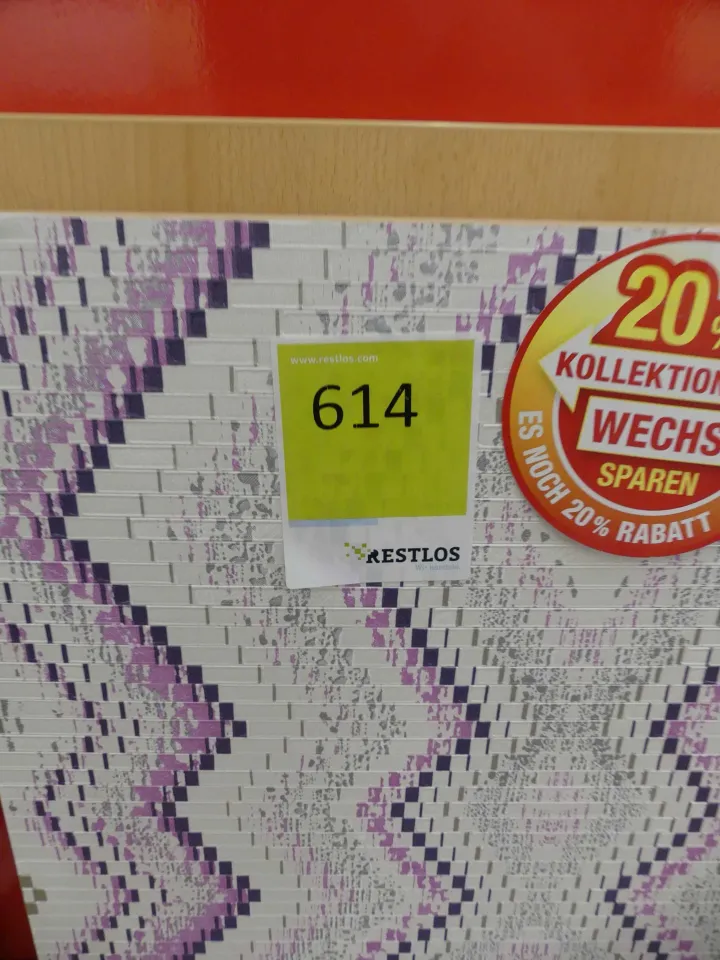 www.restlos.com
614
RESTLOS
20%
KOLLEKTION
WECHS
SPAREN
ES NOCH 20% RABATT